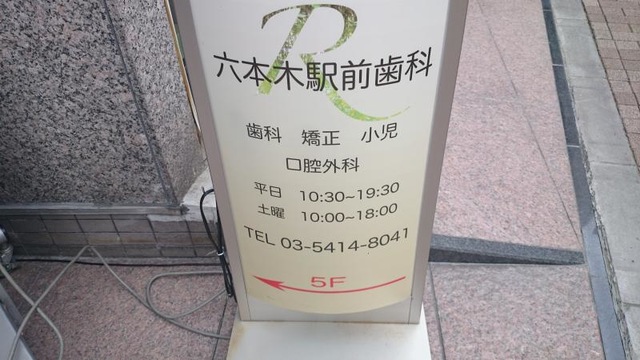 R
六本木駅前歯科
歯科 矯正 小児
口腔外科
平日 10:30~19:30
土曜 10:00~18:00
TEL 03-5414-8041
5F